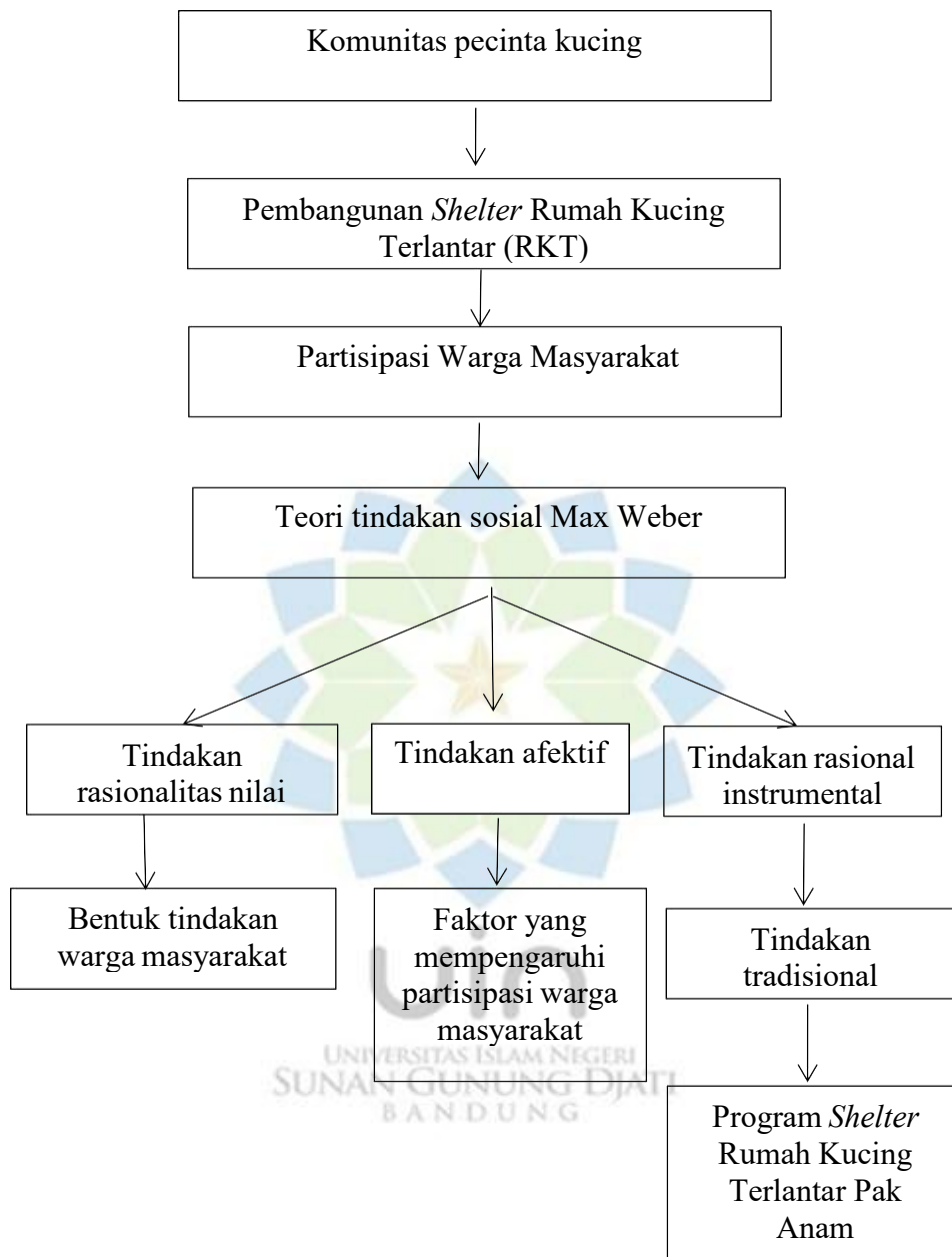 Komunitas pecinta kucing
Pembangunan Shelter Rumah Kucing
Terlantar (RKT)
Partisipasi Warga Masyarakat
Teori tindakan sosial Max Weber
Tindakan
rasionalitas nilai
Tindakan afektif
Tindakan rasional
instrumental
Bentuk tindakan
warga masyarakat
Faktor yang
mempengaruhi
partisipasi warga
masyarakat
Tindakan
tradisional
uin
UNIVERSITAS ISLAM NEGERI
SUNAN GUNUNG DJATI
BANDUNG
Program Shelter
Rumah Kucing
Terlantar Pak
Anam